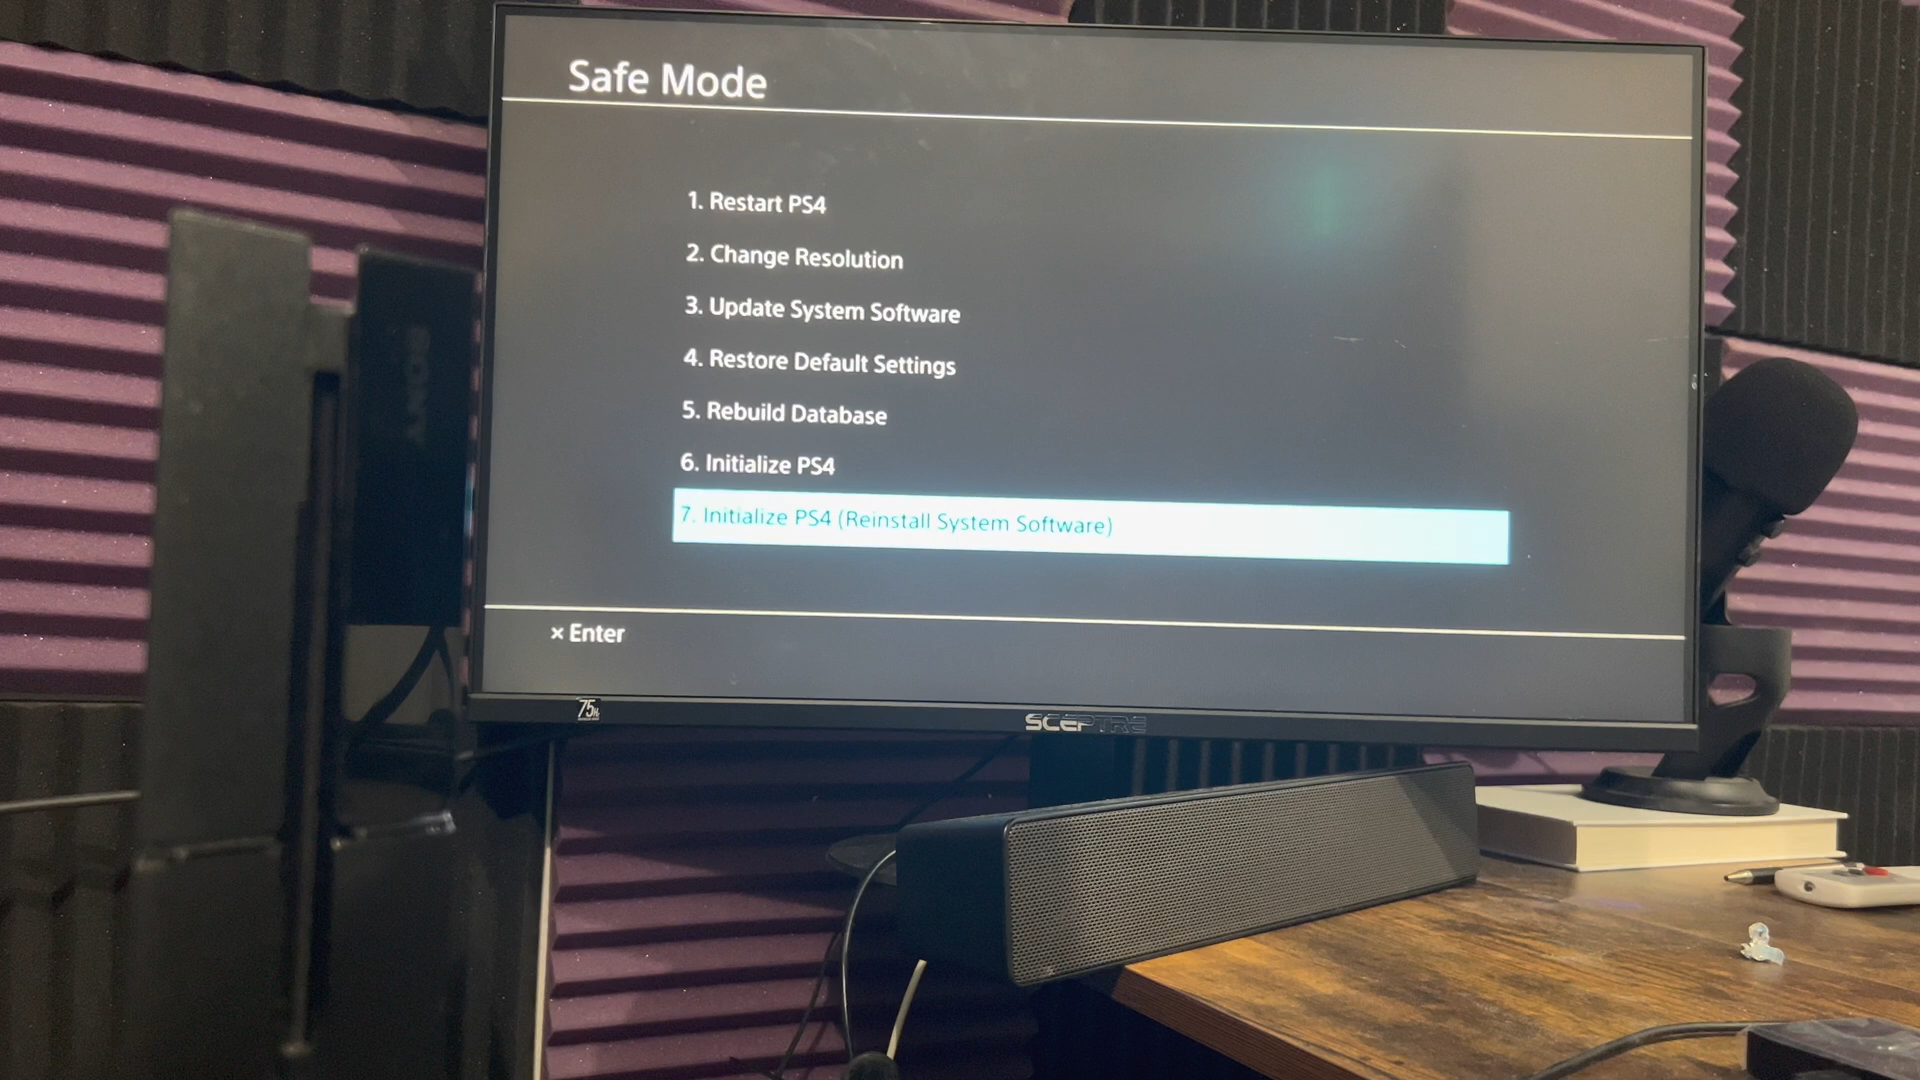 Safe Mode
1. Restart PS4
2. Change Resolution
3. Update System Software
4. Restore Default Settings
5. Rebuild Database
6. Initialize PS4
7. Initialize PS4 (Reinstall System Software)
× Enter
75Hz
SCEPTRE
SONY